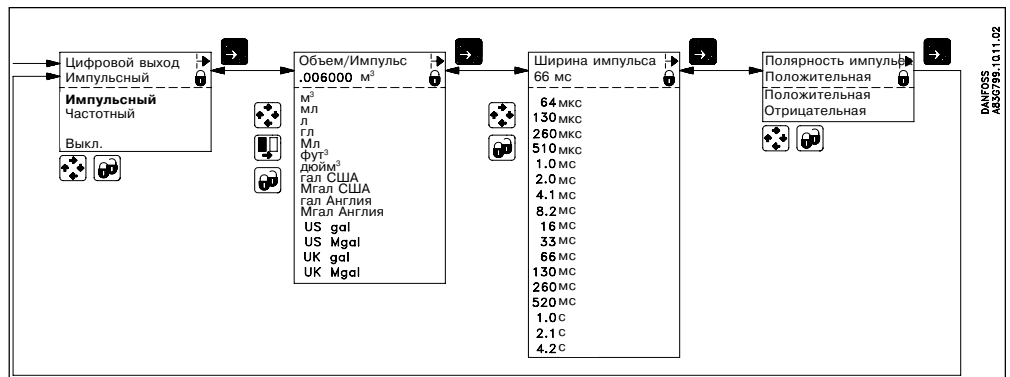 Цифровой выход
Импульсный
Импульсный
Частотный
Выкл.
Объем/Импульс
.006000 м³
м³
мл
л
гл
Мл
фут³
дюйм³
гал США
Мгал США
гал Англия
Мгал Англия
US gal
US Mgal
UK gal
UK Mgal
Ширина импульса
66 мс
64 мкс
130 мкс
260 мкс
510 мкс
1.0 мс
2.0 мс
4.1 мс
8.2 мс
16 мс
33 мс
66 мс
130 мс
260 мс
520 мс
1.0 с
2.1 с
4.2 с
Полярность импульса
Положительная
Положительная
Отрицательная
DANFOSS
A83G799.10.11.02